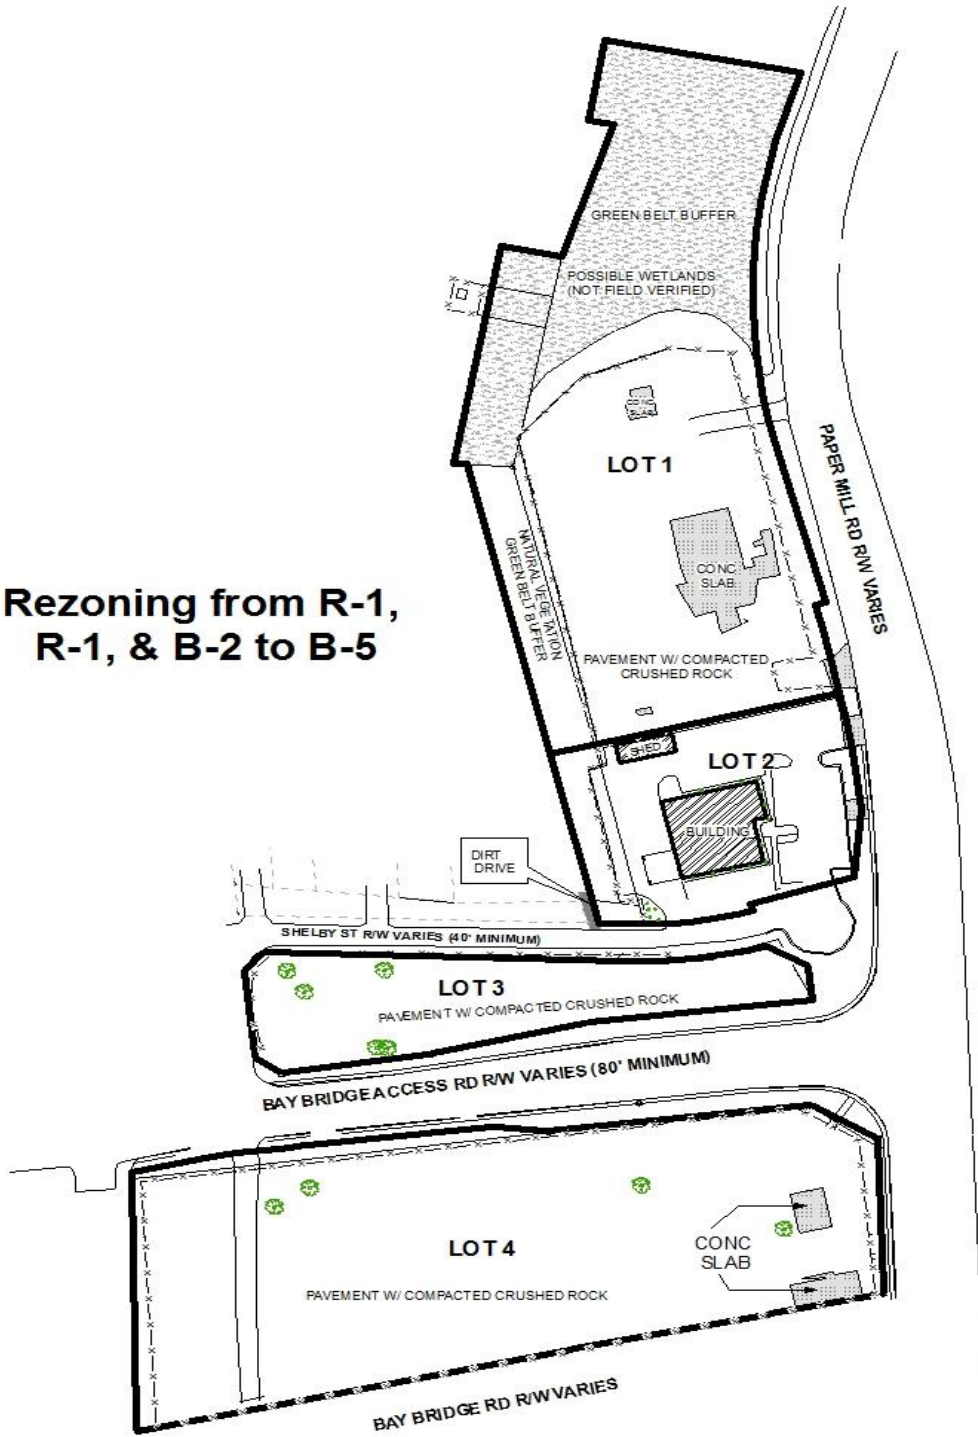 GREEN BELT BUFFER
POSSIBLE WETLANDS
(NOT FIELD VERIFIED)
CONC
SLAB
LOT 1
PAPER MILL RD R/W VARIES
NATURAL VEGETATION
GREEN BELT BUFFER
CONC
SLAB
Rezoning from R-1,
R-1, & B-2 to B-5
PAVEMENT W/ COMPACTED
CRUSHED ROCK
SHED
LOT 2
BUILDING
DIRT
DRIVE
SHELBY ST R/W VARIES (40' MINIMUM)
LOT 3
PAVEMENT W/ COMPACTED CRUSHED ROCK
BAY BRIDGE ACCESS RD R/W VARIES (80' MINIMUM)
LOT 4
CONC
SLAB
PAVEMENT W/ COMPACTED CRUSHED ROCK
BAY BRIDGE RD R/W VARIES